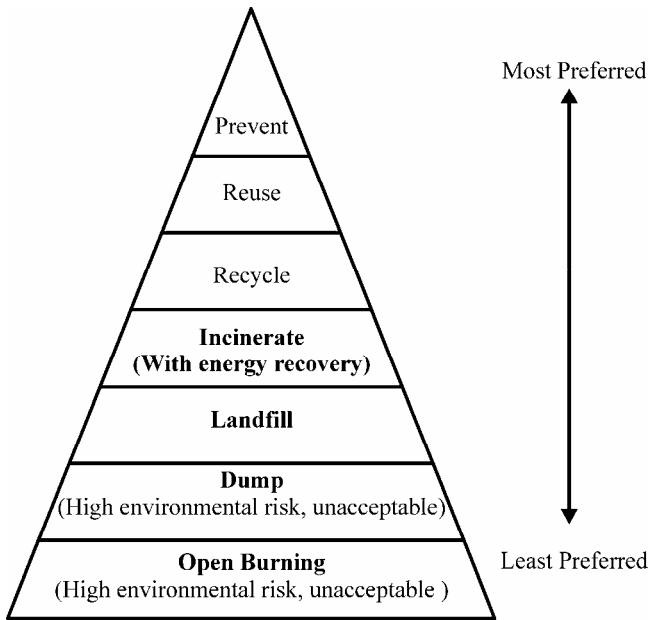 Most Preferred
Prevent
Reuse
Recycle
Incinerate
(With energy recovery)
Landfill
Dump
(High environmental risk, unacceptable)
Open Burning
(High environmental risk, unacceptable )
Least Preferred